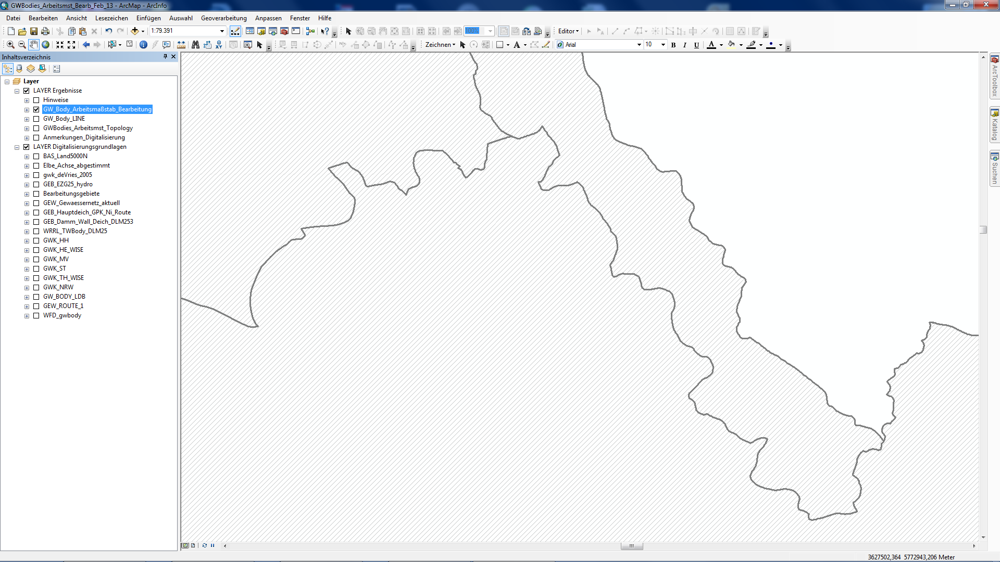 GWBodies_Arbeitsmst_Bearb_Feb_13 - ArcMap - ArcInfo
Datei Bearbeiten Ansicht Lesezeichen Einfügen Auswahl Geoverarbeitung Anpassen Fenster Hilfe
1:79.391 100% Editor
Zeichnen A Arial 10 B I U A
Inhaltsverzeichnis
Layer
LAYER Ergebnisse
Hinweise
GW_Body_Arbeitsmaßstab_Bearbeitung
GW_Body_LINE
GWBodies_Arbeitsmst_Topology
Anmerkungen_Digitalisierung
LAYER Digitalisierungsgrundlagen
BAS_Land5000N
Elbe_Achse_abgestimmt
gwk_deVries_2005
GEB_EZG25_hydro
Bearbeitungsgebiete
GEW_Gewaessernetz_aktuell
GEB_Hauptdeich_GPK_Ni_Route
GEB_Damm_Wall_Deich_DLM253
WRRL_TWBody_DLM25
GWK_HH
GWK_HE_WISE
GWK_MV
GWK_ST
GWK_TH_WISE
GWK_NRW
GW_BODY_LDB
GEW_ROUTE_1
WFD_gwbody
ArcToolbox
Katalog
Suchen
3627502,364 5772943,206 Meter